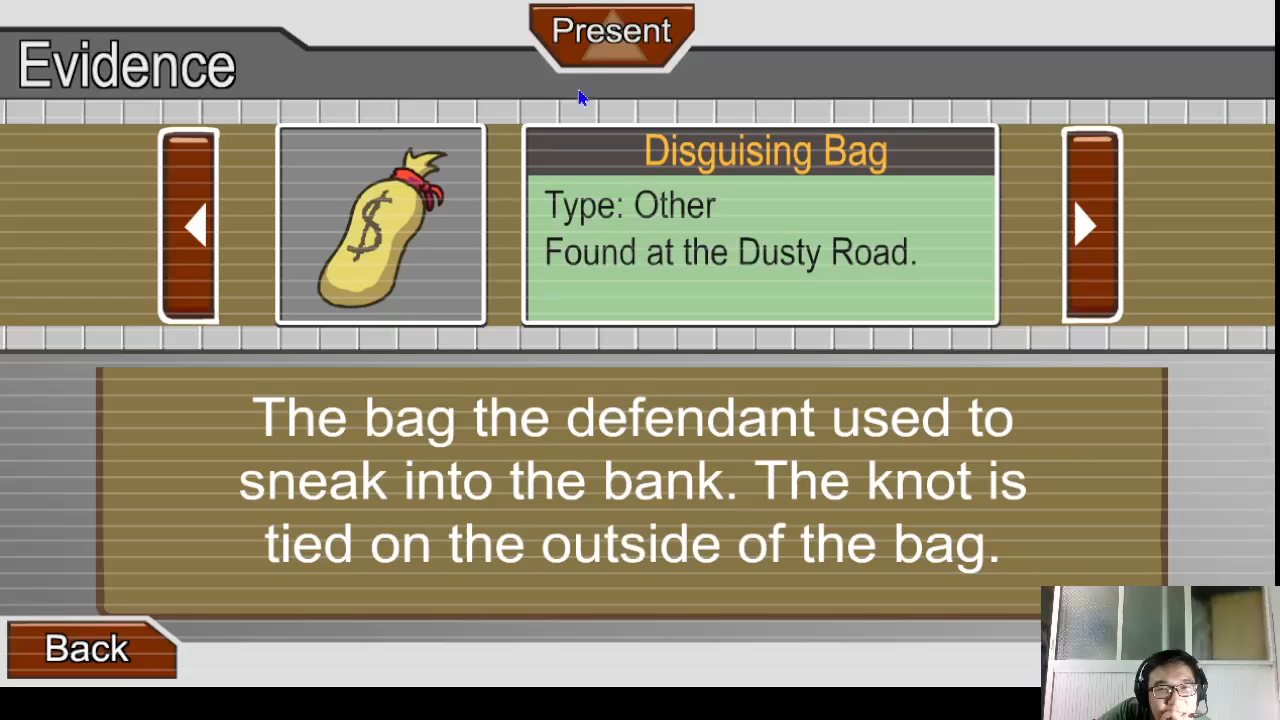 Present
Evidence
Disguising Bag
Type: Other
Found at the Dusty Road.
$
The bag the defendant used to
sneak into the bank. The knot is
tied on the outside of the bag.
Back